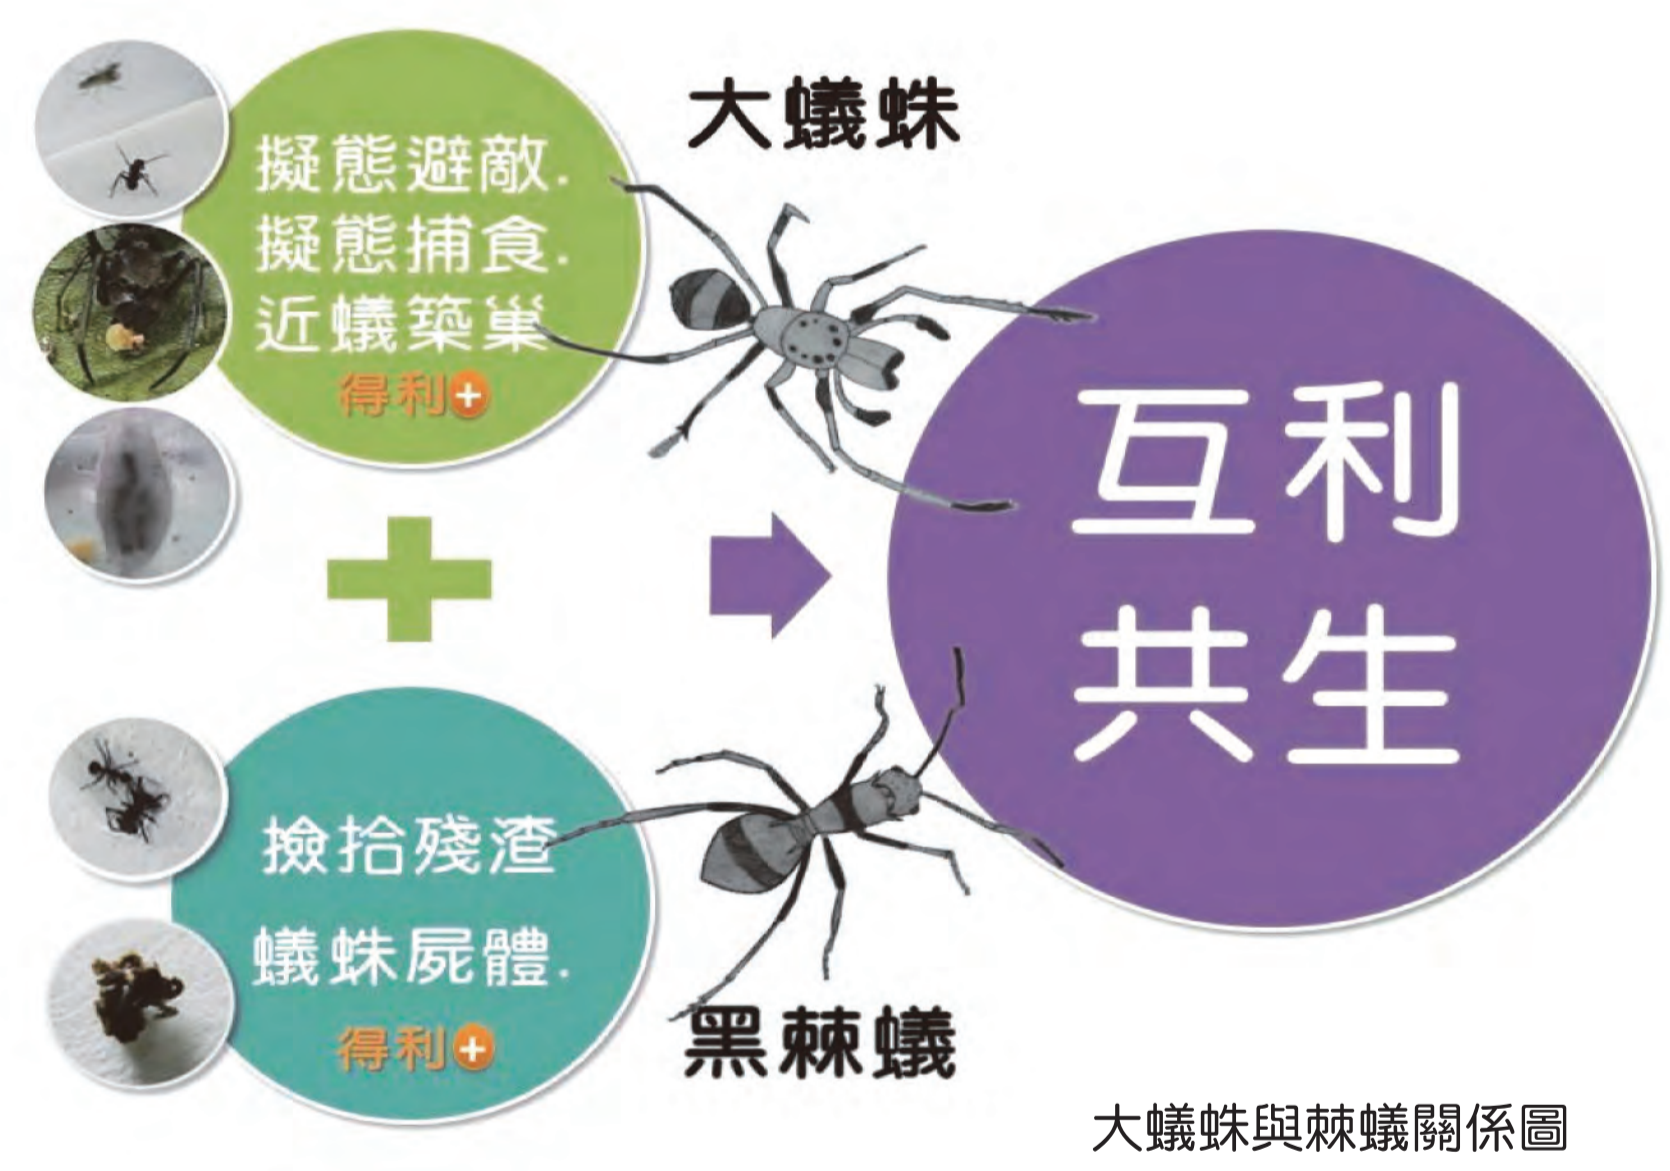 大蟻蛛
擬態避敵.
擬態捕食.
近蟻築巢
得利+
互利
共生
撿拾殘渣
蟻蛛屍體.
得利+
黑棘蟻
大蟻蛛與棘蟻關係圖